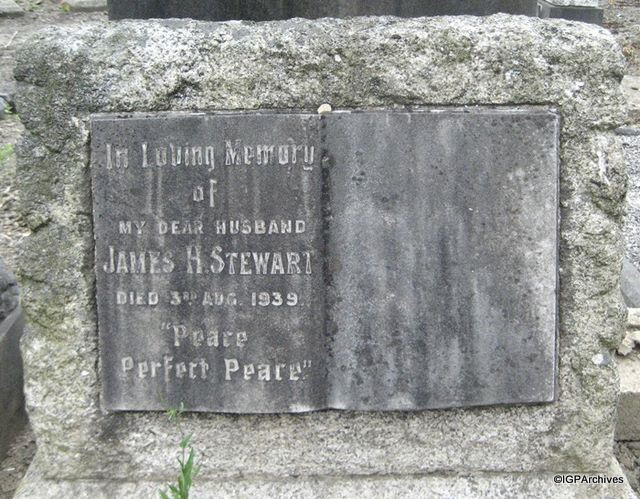 In Loving Memory
of
MY DEAR HUSBAND
JAMES H. STEWART
DIED 3RD AUG. 1939.
"Peace
Perfect Peace."
©IGPArchives